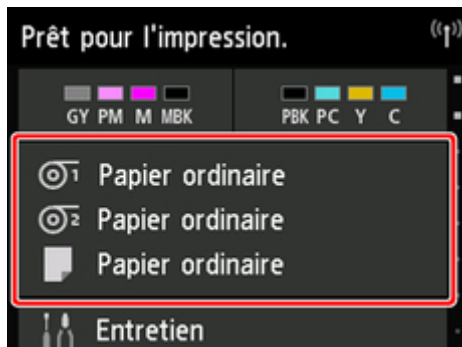 Prêt pour l'impression.
GY PM M MBK PBK PC Y C
1 Papier ordinaire
2 Papier ordinaire
Papier ordinaire
Entretien